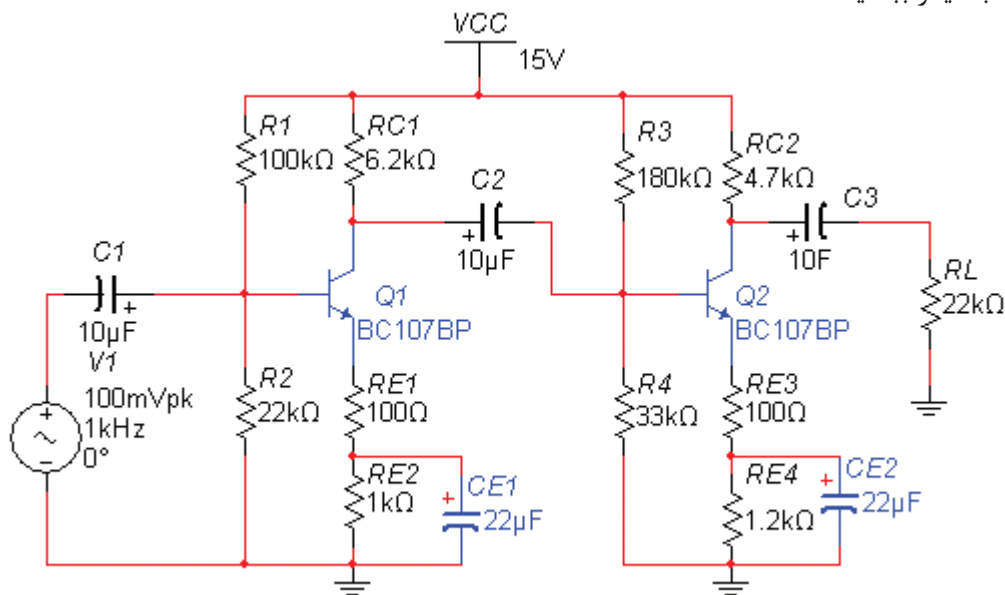 VCC
15V
R1
100kΩ
RC1
6.2kΩ
C2
10µF
R3
180kΩ
RC2
4.7kΩ
C3
10F
RL
22kΩ
C1
10µF
V1
100mVpk
1kHz
0°
Q1
BC107BP
Q2
BC107BP
R2
22kΩ
RE1
100Ω
RE2
1kΩ
CE1
22µF
R4
33kΩ
RE3
100Ω
RE4
1.2kΩ
CE2
22µF